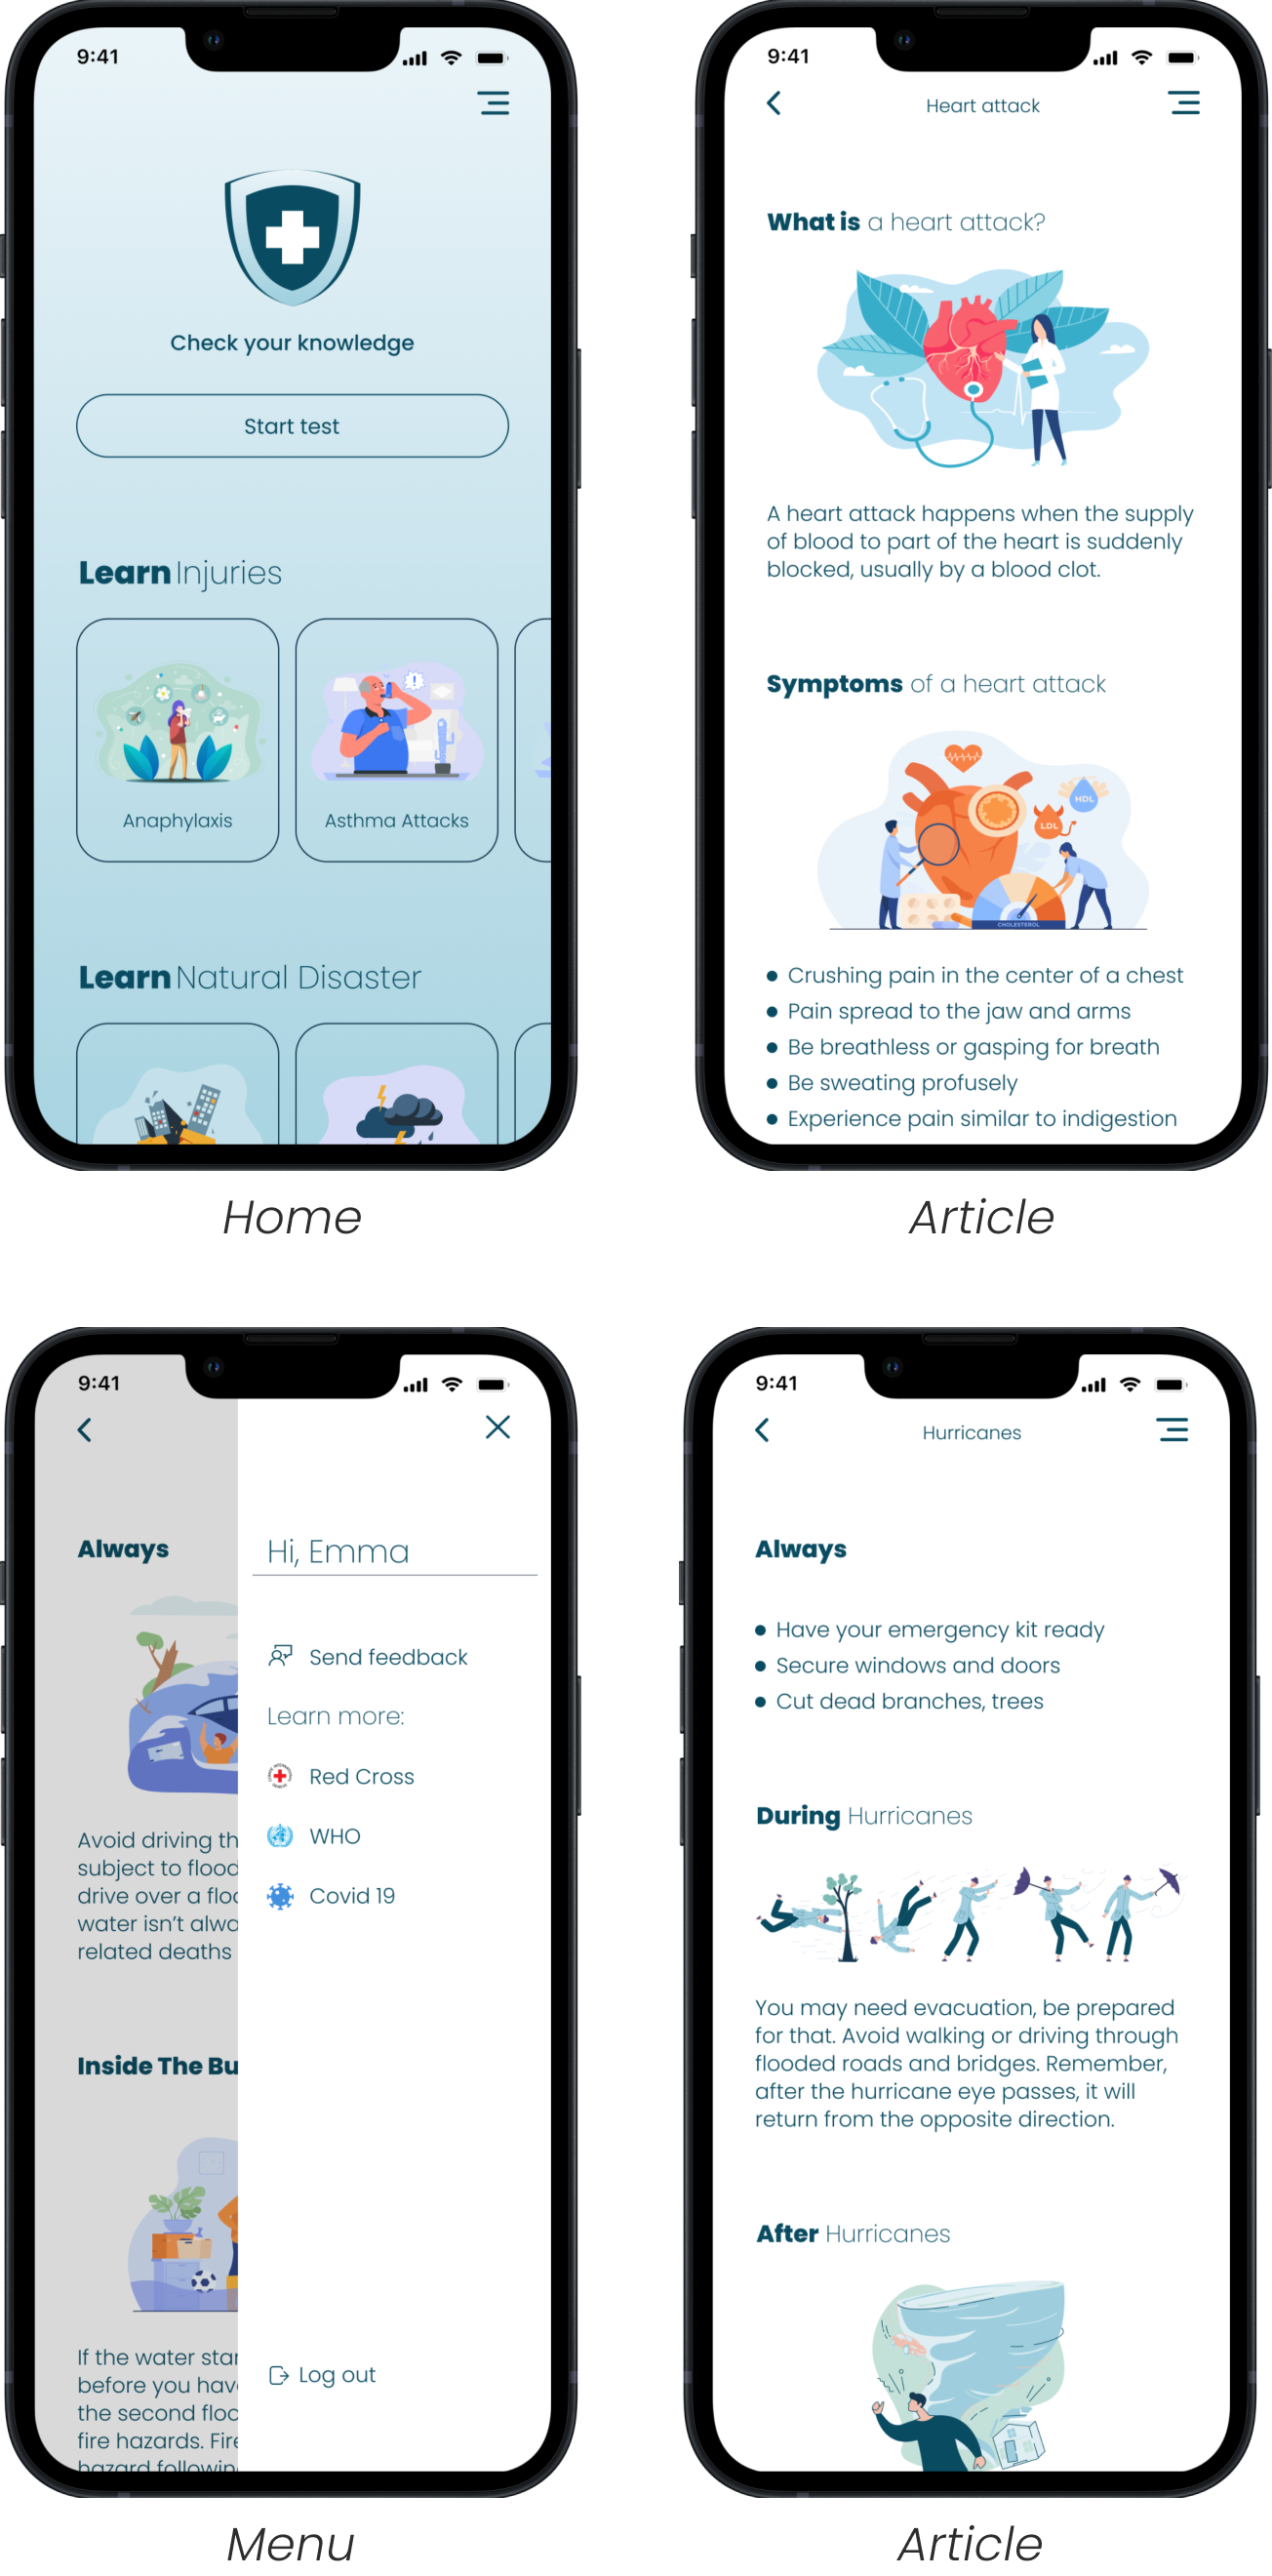 9:41
Check your knowledge
Start test
Learn Injuries
Anaphylaxis
Asthma Attacks
Learn Natural Disaster
Home
9:41
Heart attack
What is a heart attack?
A heart attack happens when the supply
of blood to part of the heart is suddenly
blocked, usually by a blood clot.
Symptoms of a heart attack
HDL
LDL
CHOLESTEROL
Crushing pain in the center of a chest
Pain spread to the jaw and arms
Be breathless or gasping for breath
Be sweating profusely
Experience pain similar to indigestion
Article
9:41
Always
Avoid driving th
subject to flood
drive over a floo
water isn't alwa
related deaths
Inside The Bu
If the water star
before you have
the second floo
fire hazards. Fire
hazard following
Hi, Emma
Send feedback
Learn more:
Red Cross
WHO
Covid 19
Log out
Menu
9:41
Hurricanes
Always
Have your emergency kit ready
Secure windows and doors
Cut dead branches, trees
During Hurricanes
You may need evacuation, be prepared
for that. Avoid walking or driving through
flooded roads and bridges. Remember,
after the hurricane eye passes, it will
return from the opposite direction.
After Hurricanes
Article